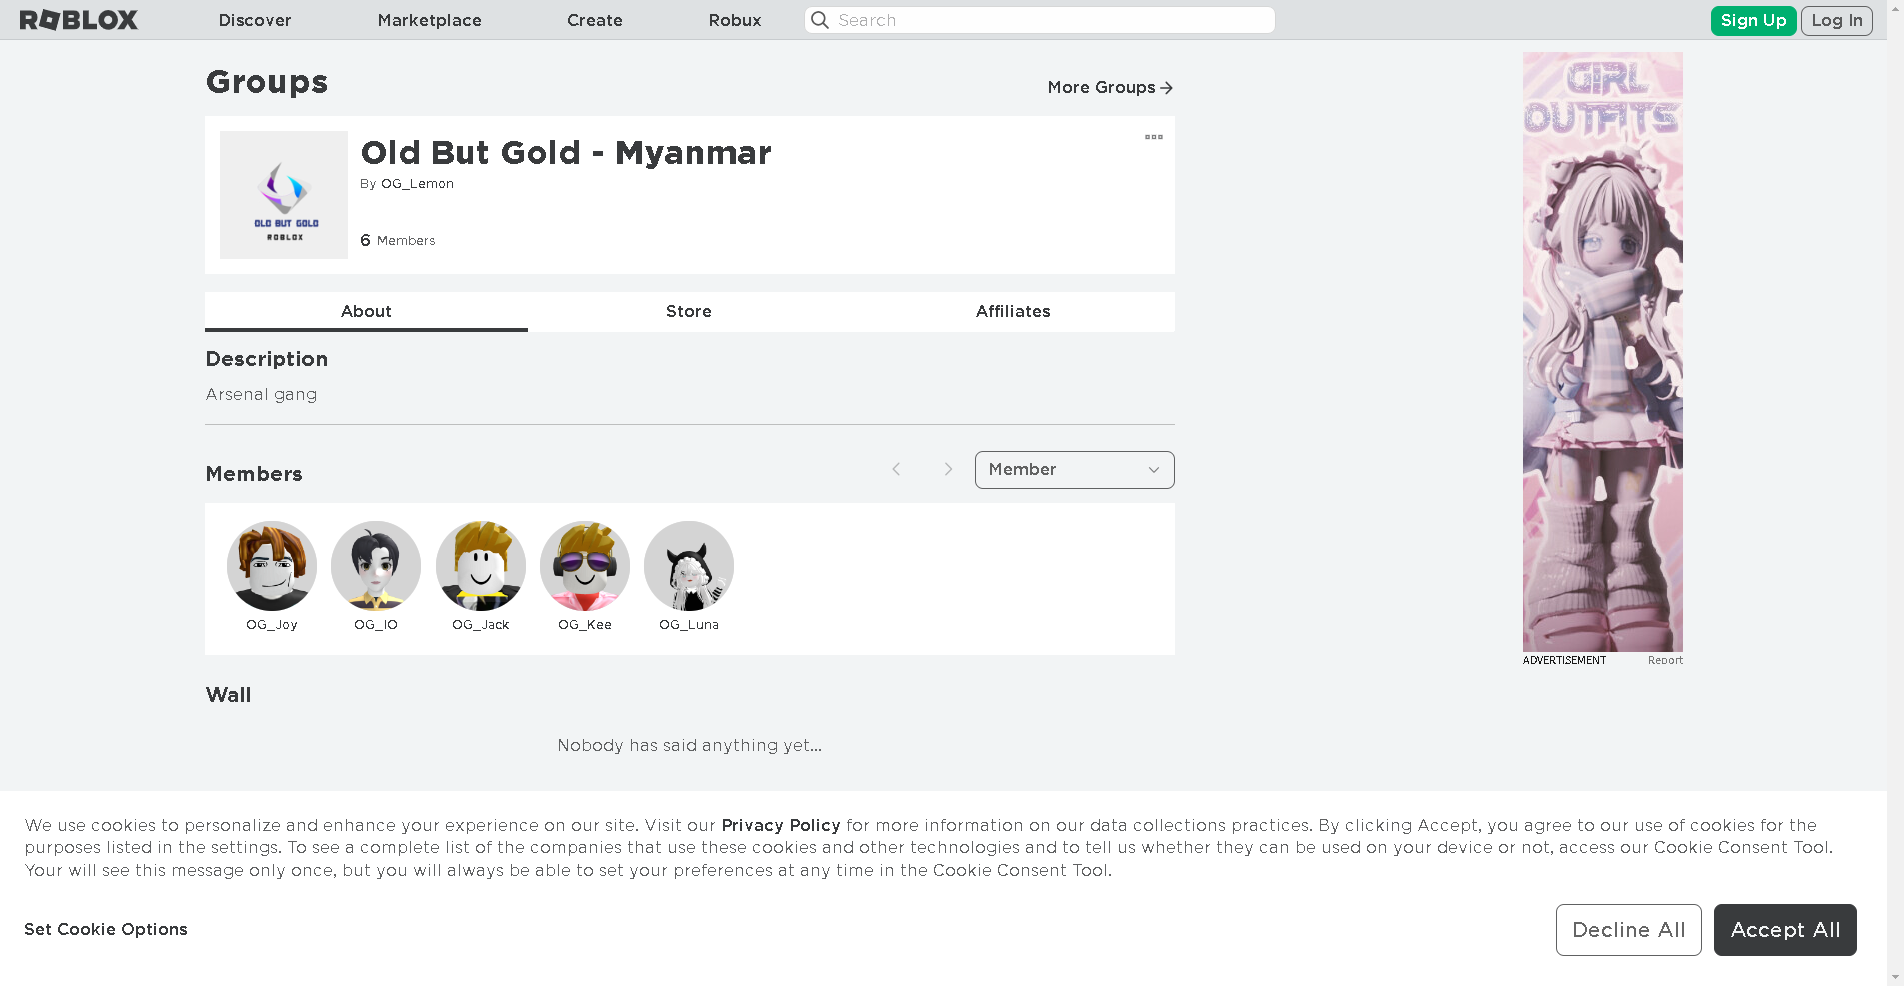 ROBLOX
Discover
Marketplace
Create
Robux
Search
Sign Up
Log In
Groups
More Groups
Old But Gold - Myanmar
By OG_Lemon
6 Members
OLD BUT GOLD
ROBLOX
About
Store
Affiliates
Description
Arsenal gang
Members
Member
OG_Joy
OG_IO
OG_Jack
OG_Kee
OG_Luna
Wall
Nobody has said anything yet...
GIRL
OUTFITS
ADVERTISEMENT
Report
We use cookies to personalize and enhance your experience on our site. Visit our Privacy Policy for more information on our data collections practices. By clicking Accept, you agree to our use of cookies for the
purposes listed in the settings. To see a complete list of the companies that use these cookies and other technologies and to tell us whether they can be used on your device or not, access our Cookie Consent Tool.
Your will see this message only once, but you will always be able to set your preferences at any time in the Cookie Consent Tool.
Set Cookie Options
Decline All
Accept All